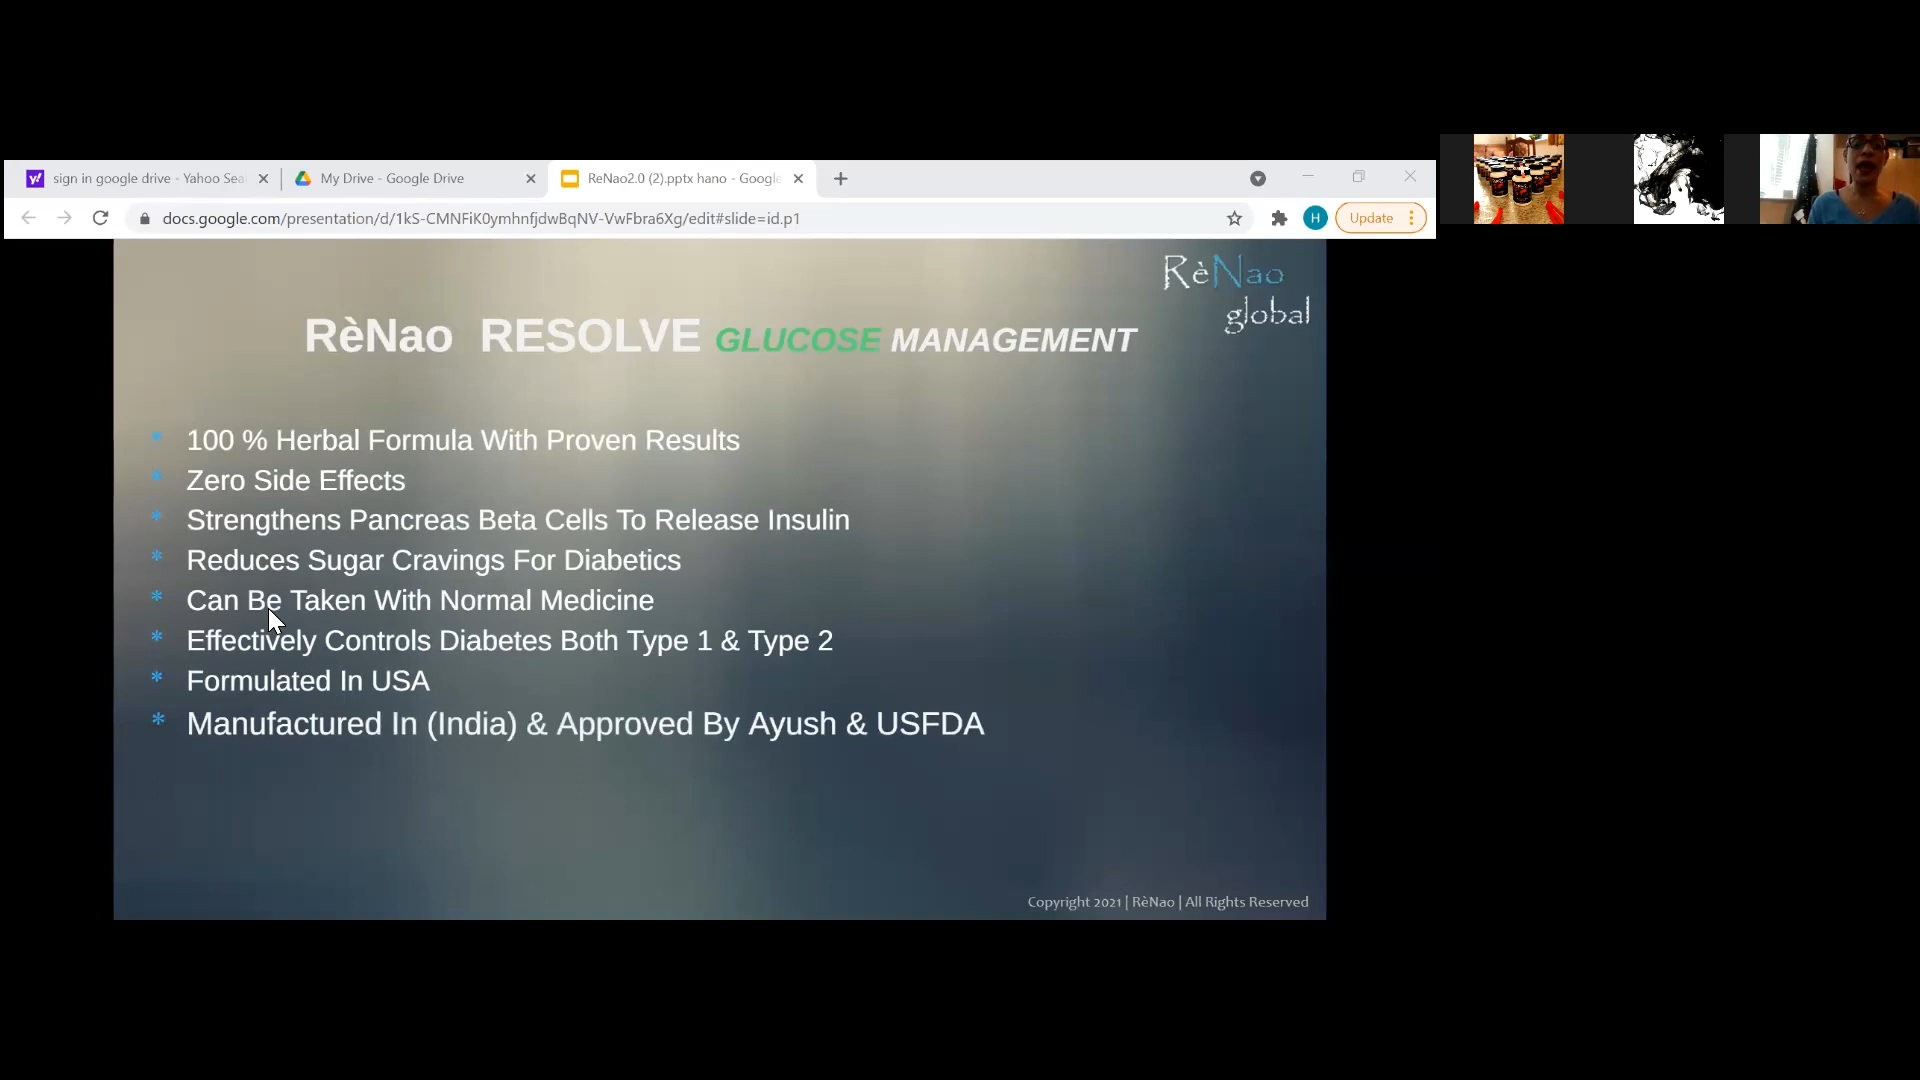 sign in google drive - Yahoo Sea
My Drive - Google Drive
ReNao2.0 (2).pptx hano - Google
docs.google.com/presentation/d/1kS-CMNFiK0ymhnfjdwBqNV-VwFbra6Xg/edit#slide=id.p1
H
Update
RèNao
global
RèNao RESOLVE GLUCOSE MANAGEMENT
* 100 % Herbal Formula With Proven Results
* Zero Side Effects
* Strengthens Pancreas Beta Cells To Release Insulin
* Reduces Sugar Cravings For Diabetics
* Can Be Taken With Normal Medicine
* Effectively Controls Diabetes Both Type 1 & Type 2
* Formulated In USA
* Manufactured In (India) & Approved By Ayush & USFDA
Copyright 2021 | RèNao | All Rights Reserved